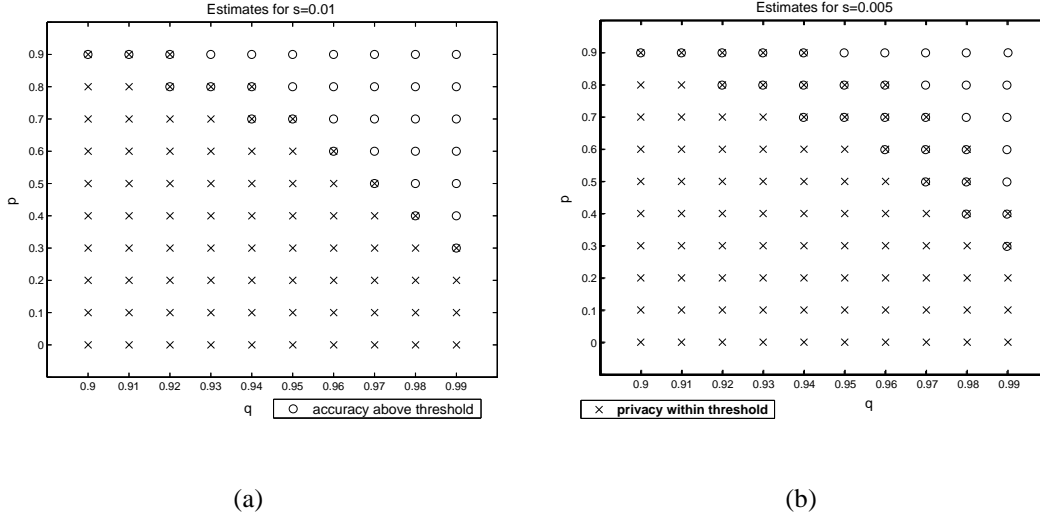 Estimates for s=0.01
0.9
0.8
0.7
0.6
0.5
0.4
0.3
0.2
0.1
0
p
0.9 0.91 0.92 0.93 0.94 0.95 0.96 0.97 0.98 0.99
q
accuracy above threshold
(a)
Estimates for s=0.005
0.9
0.8
0.7
0.6
0.5
0.4
0.3
0.2
0.1
0
p
0.9 0.91 0.92 0.93 0.94 0.95 0.96 0.97 0.98 0.99
q
privacy within threshold
(b)